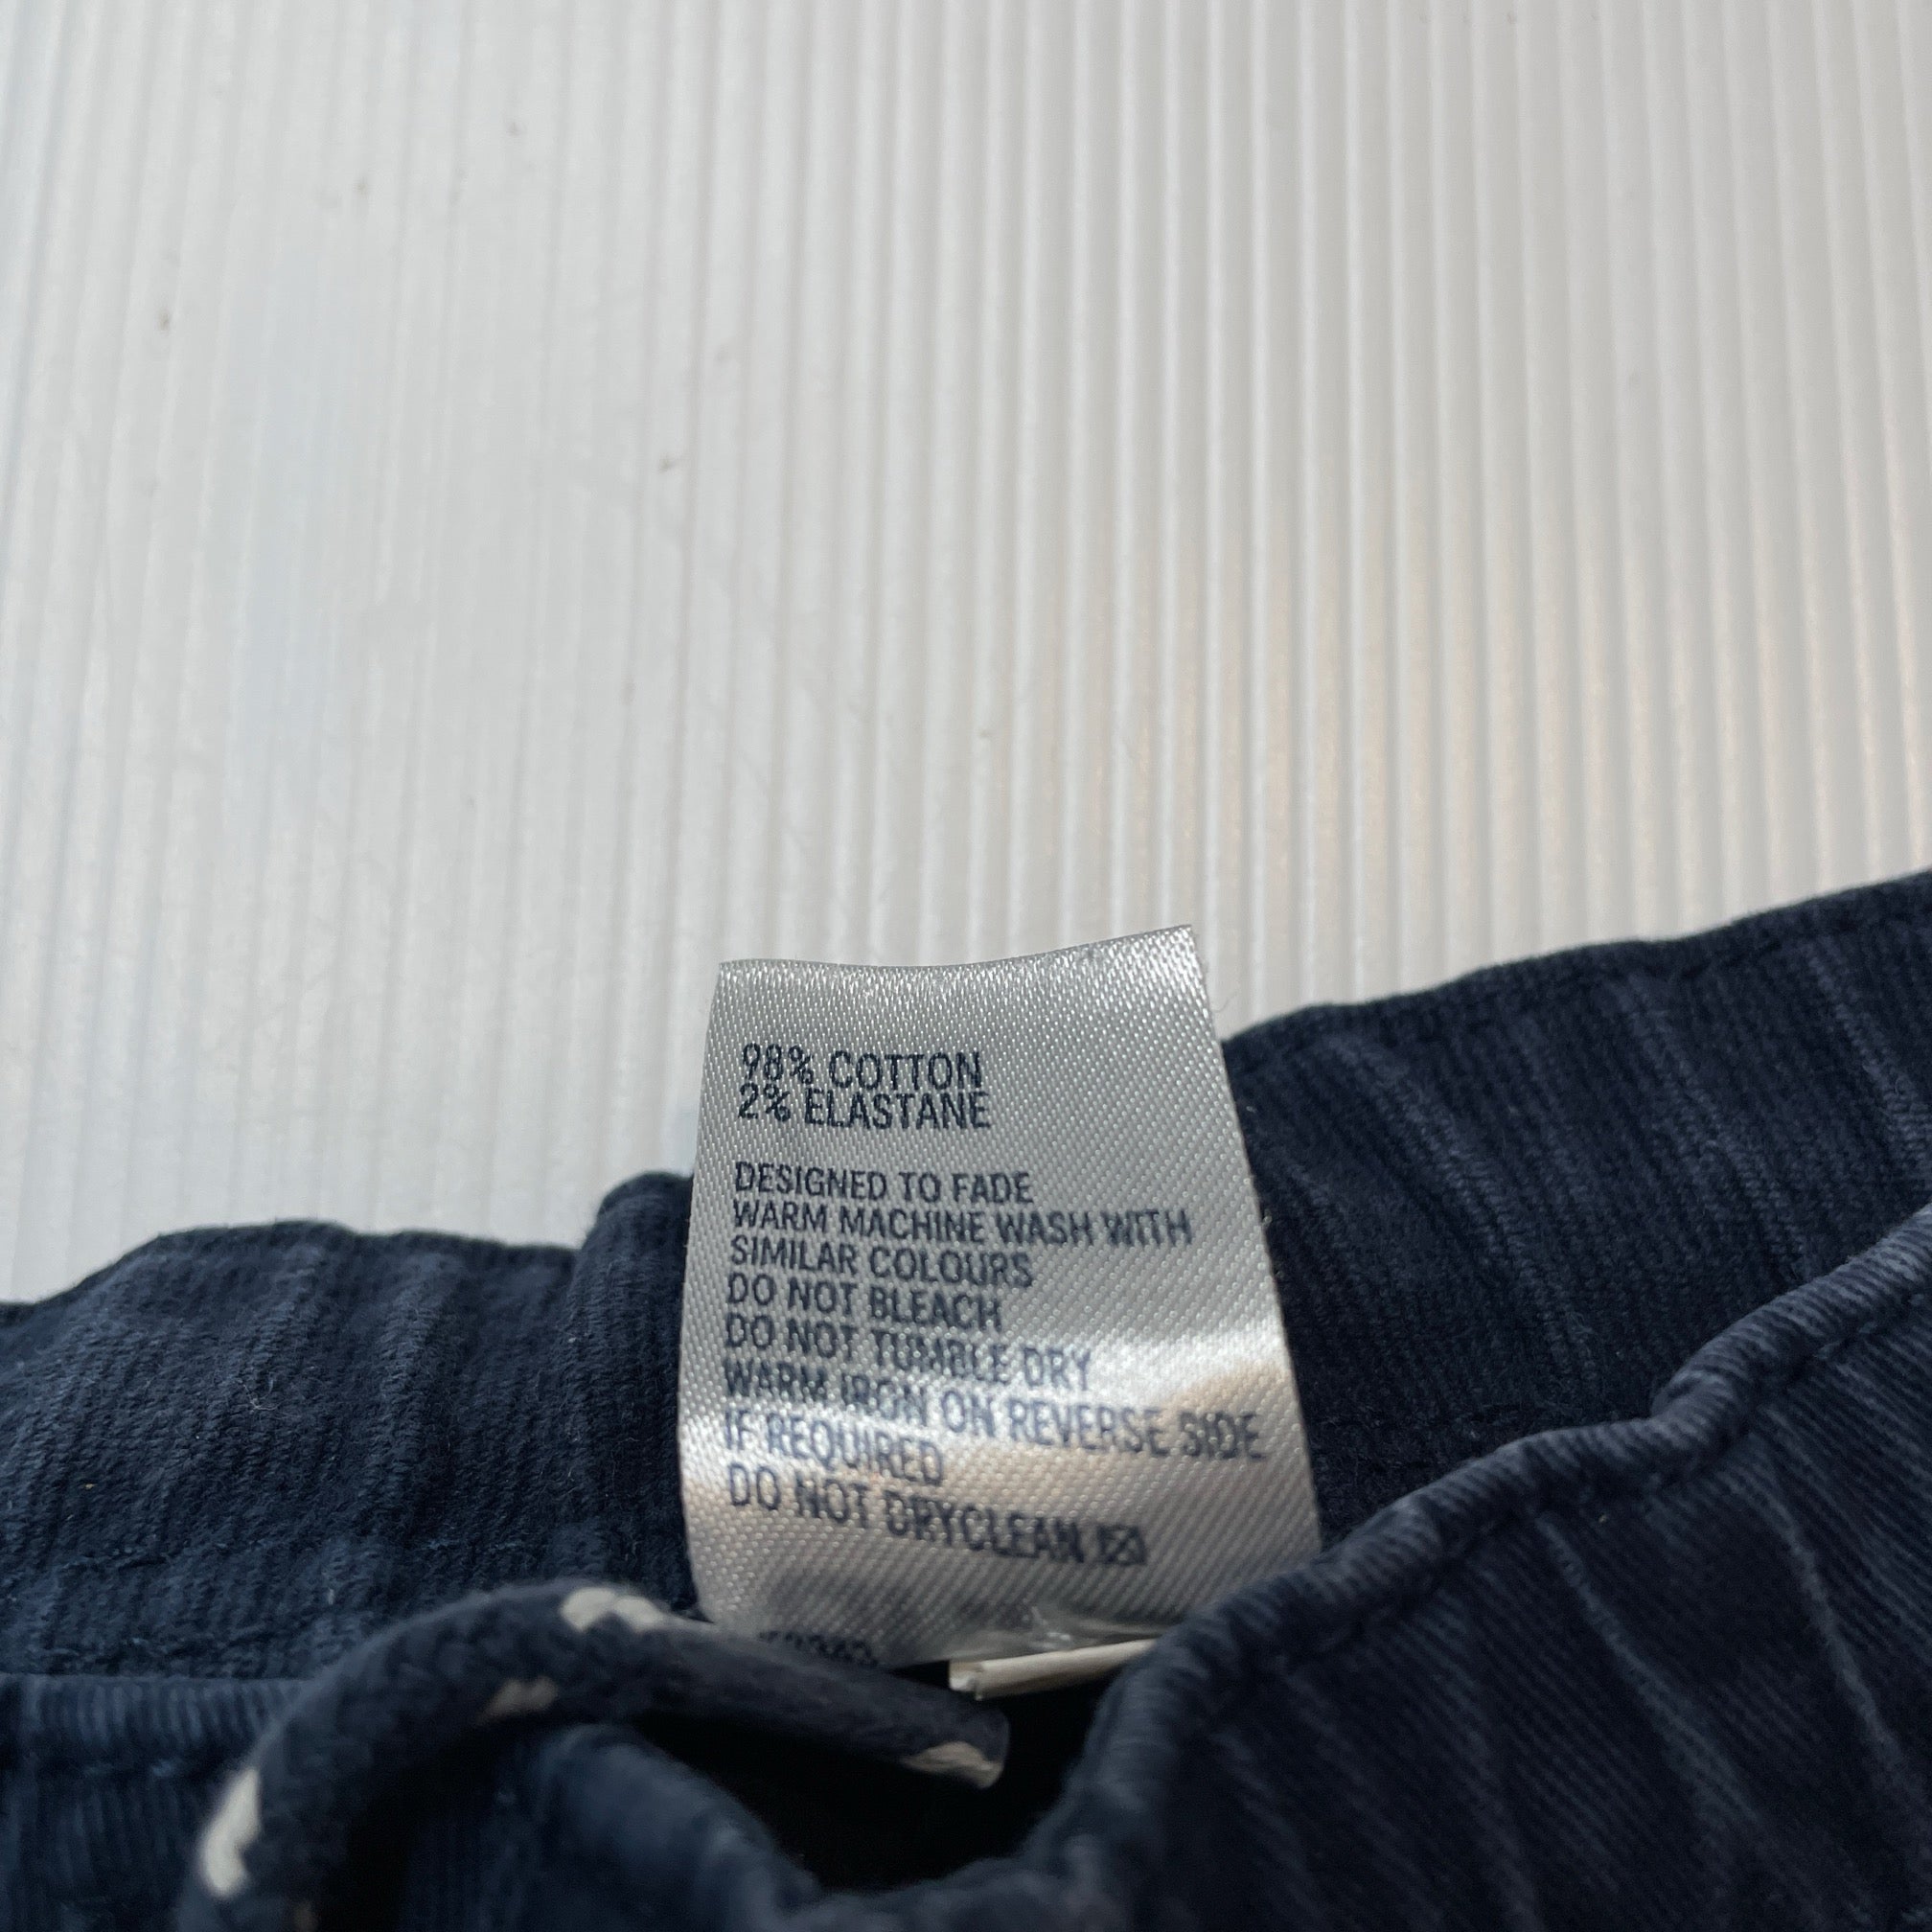 98% COTTON
2% ELASTANE
DESIGNED TO FADE
WARM MACHINE WASH WITH
SIMILAR COLOURS
DO NOT BLEACH
DO NOT TUMBLE DRY
WARM IRON ON REVERSE SIDE
IF REQUIRED
DO NOT DRYCLEAN